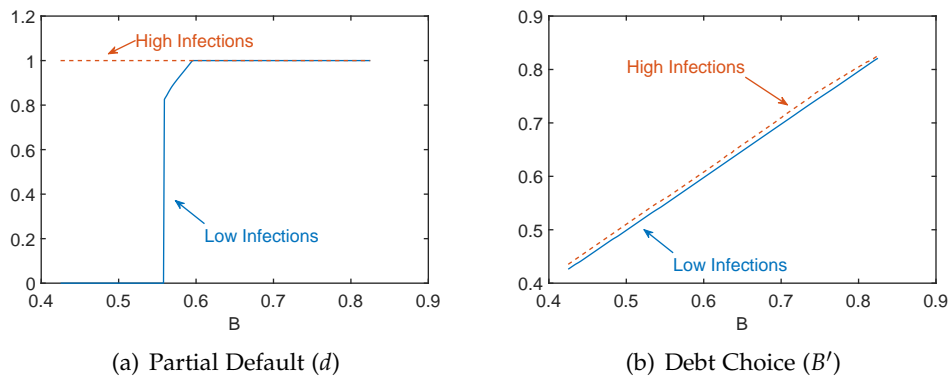 1.2
1
0.8
0.6
0.4
0.2
0
High Infections
Low Infections
0.4 0.5 0.6 0.7 0.8 0.9
B
(a) Partial Default (d)
0.9
0.8
0.7
0.6
0.5
0.4
High Infections
Low Infections
0.4 0.5 0.6 0.7 0.8 0.9
B
(b) Debt Choice (B′)